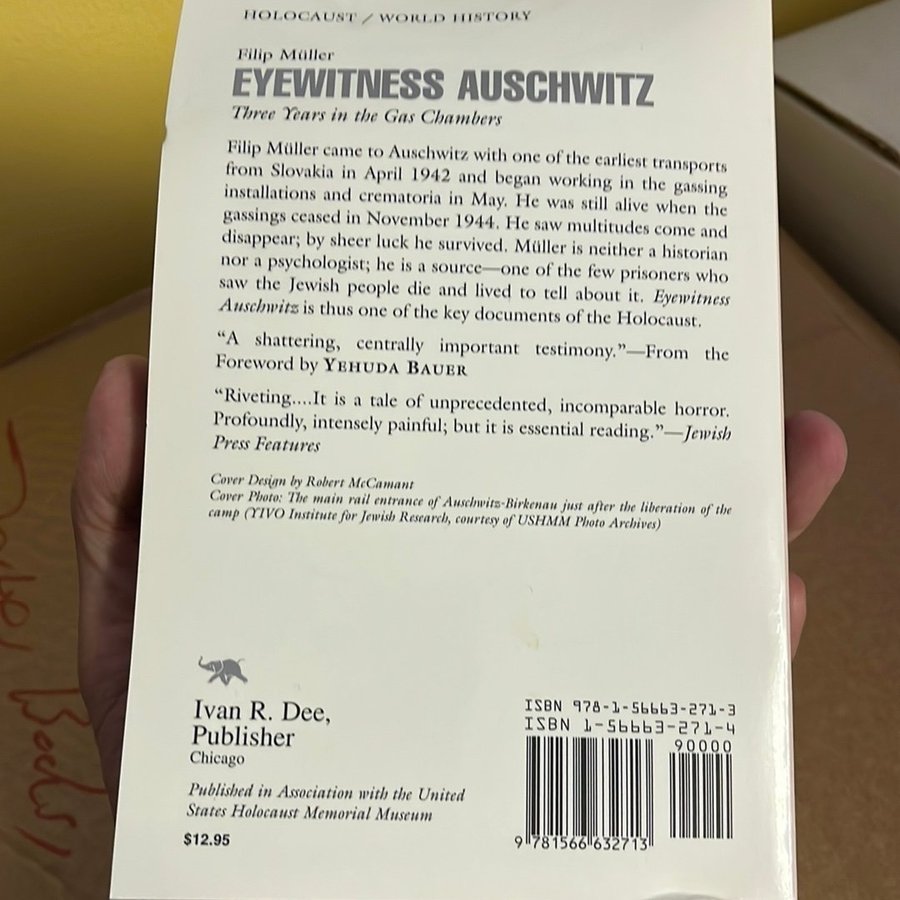 HOLOCAUST / WORLD HISTORY
Filip Müller
EYEWITNESS AUSCHWITZ
Three Years in the Gas Chambers
Filip Müller came to Auschwitz with one of the earliest transports
from Slovakia in April 1942 and began working in the gassing
installations and crematoria in May. He was still alive when the
gassings ceased in November 1944. He saw multitudes come and
disappear; by sheer luck he survived. Müller is neither a historian
nor a psychologist; he is a source—one of the few prisoners who
saw the Jewish people die and lived to tell about it. Eyewitness
Auschwitz is thus one of the key documents of the Holocaust.
“A shattering, centrally important testimony.”—From the
Foreword by YEHUDA BAUER
“Riveting....It is a tale of unprecedented, incomparable horror.
Profoundly, intensely painful; but it is essential reading.”—Jewish
Press Features
Cover Design by Robert McCamant
Cover Photo: The main rail entrance of Auschwitz-Birkenau just after the liberation of the
camp (YIVO Institute for Jewish Research, courtesy of USHMM Photo Archives)
Ivan R. Dee,
Publisher
Chicago
Published in Association with the United
States Holocaust Memorial Museum
$12.95
ISBN 978-1-56663-271-3
ISBN 1-56663-271-4
90000
9 781566 632713